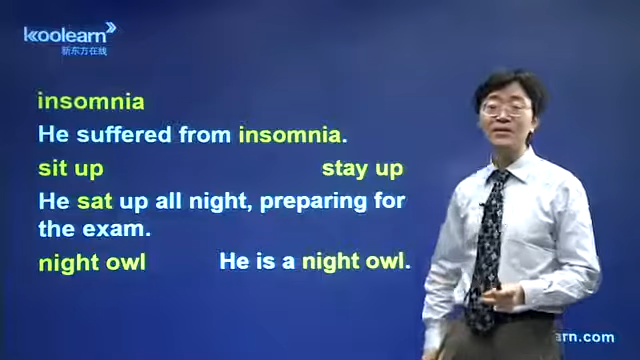 koolearn
新东方在线
insomnia
He suffered from insomnia.
sit up stay up
He sat up all night, preparing for
the exam.
night owl He is a night owl.
arn.com